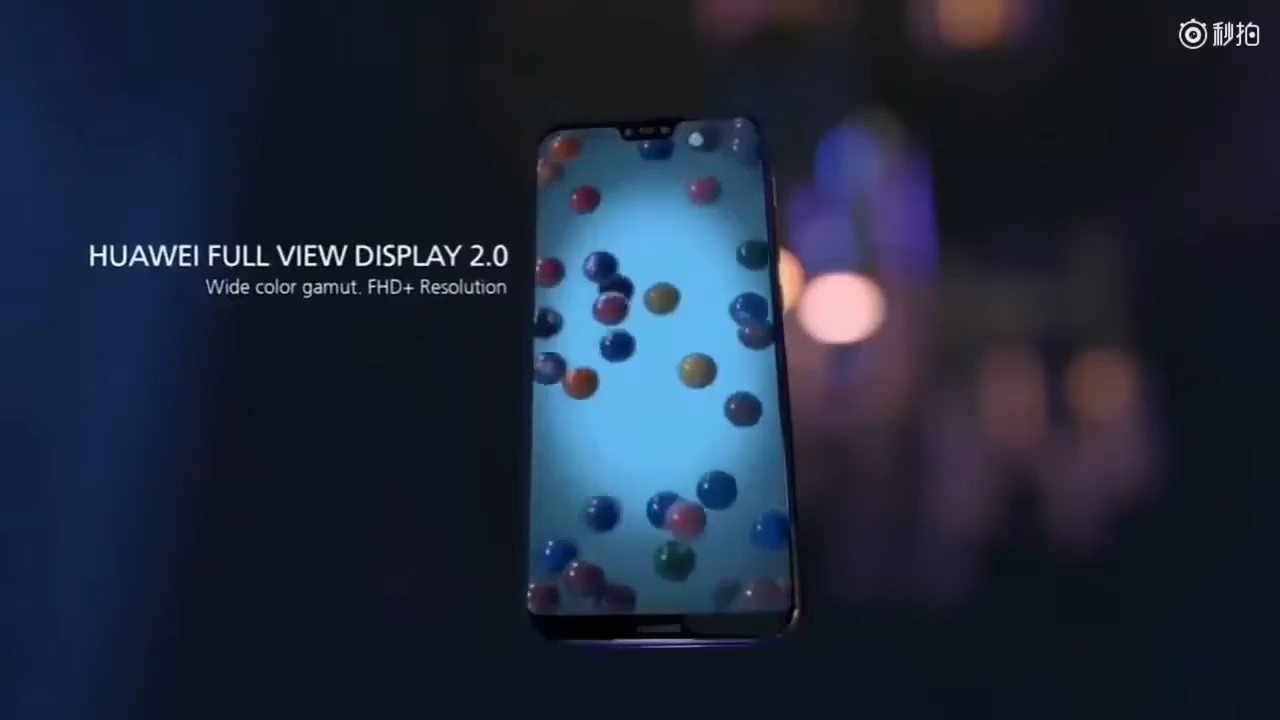 秒拍
HUAWEI FULL VIEW DISPLAY 2.0
Wide color gamut. FHD+ Resolution